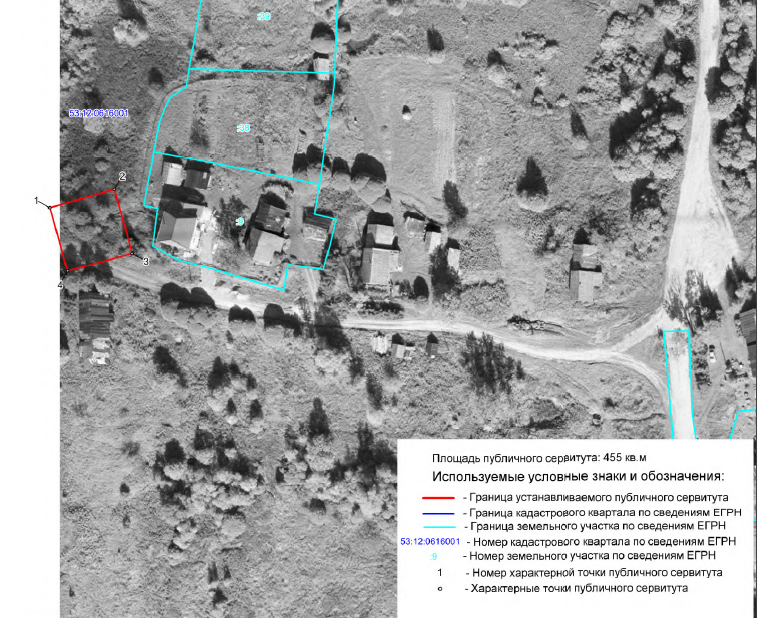 :39
53:12:0616001
:38
2
1
:9
3
4
Площадь публичного сервитута: 455 кв.м
Используемые условные знаки и обозначения:
- Граница устанавливаемого публичного сервитута
- Граница кадастрового квартала по сведениям ЕГРН
- Граница земельного участка по сведениям ЕГРН
53:12:0616001 - Номер кадастрового квартала по сведениям ЕГРН
:9 - Номер земельного участка по сведениям ЕГРН
1 - Номер характерной точки публичного сервитута
- Характерные точки публичного сервитута